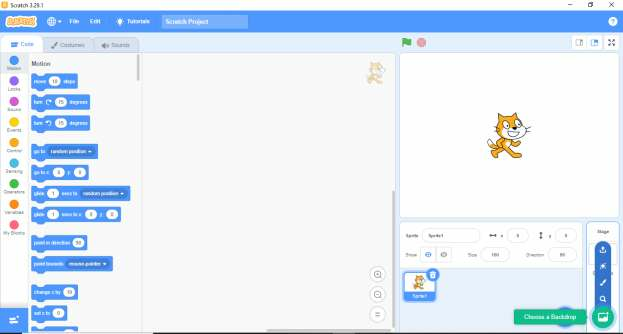 Scratch 3.29.1
SCRATCH
File Edit Tutorials Scratch Project
Code Costumes Sounds
Motion
Looks
Sound
Events
Control
Sensing
Operators
Variables
My Blocks
Motion
move 10 steps
turn 15 degrees
turn 15 degrees
go to random position
go to x: 0 y: 0
glide 1 secs to random position
glide 1 secs to x: 0 y: 0
point in direction 90
point towards mouse-pointer
change x by 10
set x to 0
Sprite Sprite1 x 0 y 0
Show Size 100 Direction 90
Sprite1
Stage
Choose a Backdrop